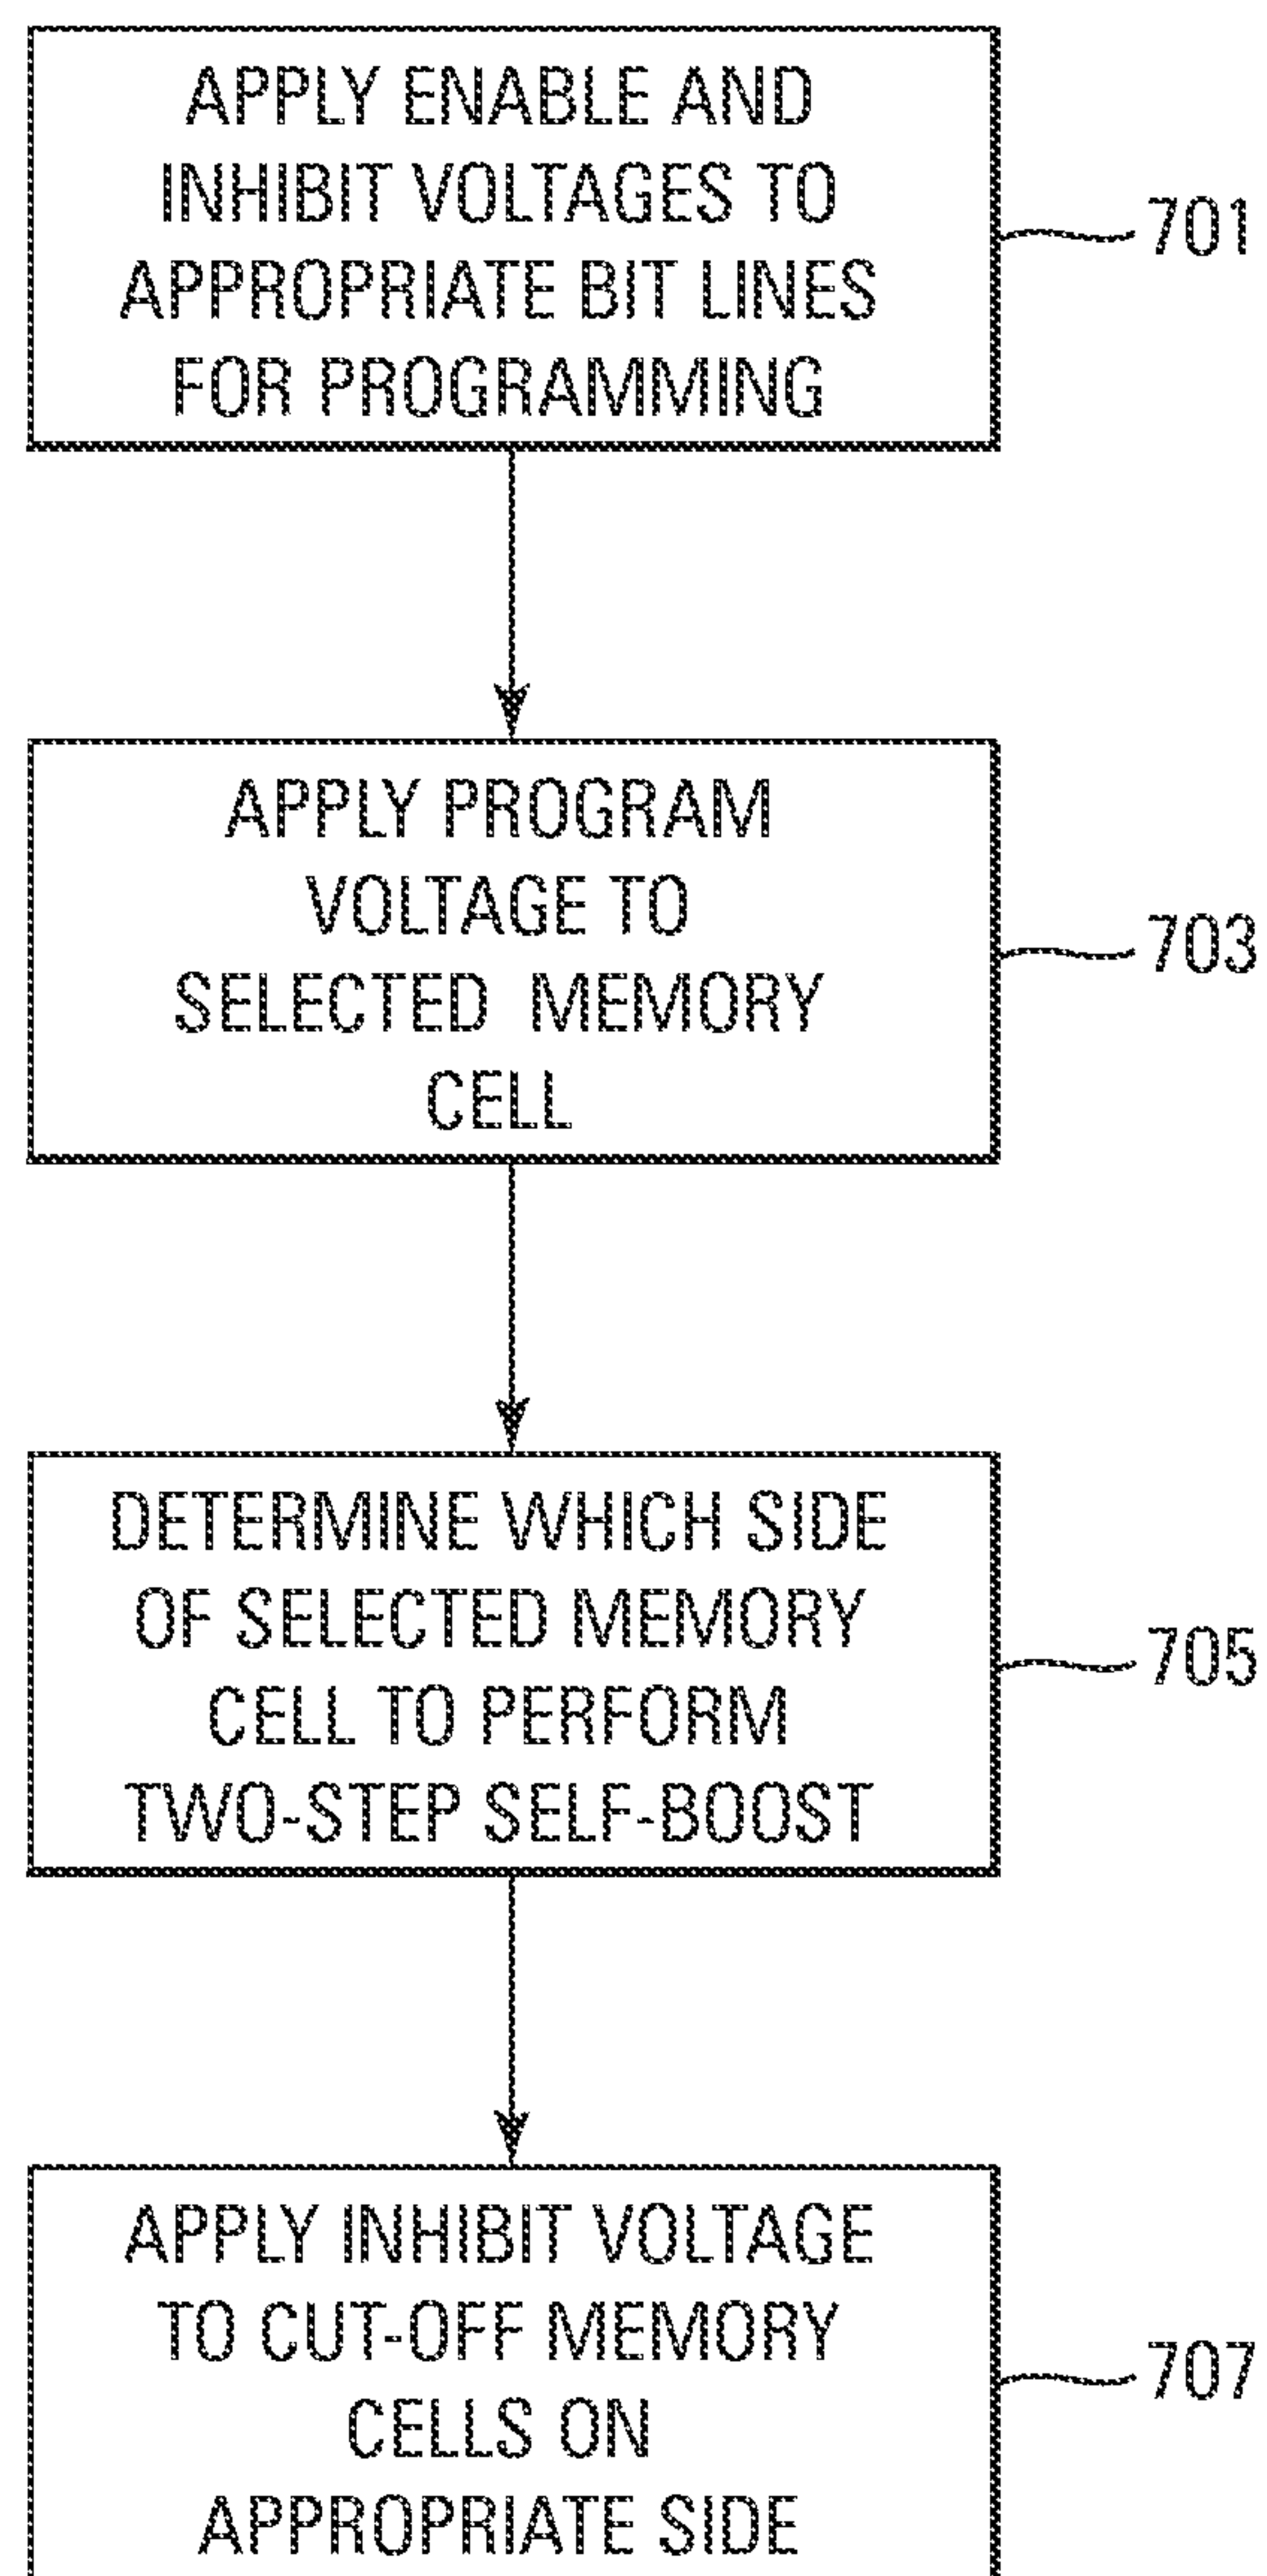 APPLY ENABLE AND
INHIBIT VOLTAGES TO
APPROPRIATE BIT LINES
FOR PROGRAMMING
701
APPLY PROGRAM
VOLTAGE TO
SELECTED MEMORY
CELL
703
DETERMINE WHICH SIDE
OF SELECTED MEMORY
CELL TO PERFORM
TWO-STEP SELF-BOOST
705
APPLY INHIBIT VOLTAGE
TO CUT-OFF MEMORY
CELLS ON
APPROPRIATE SIDE
707